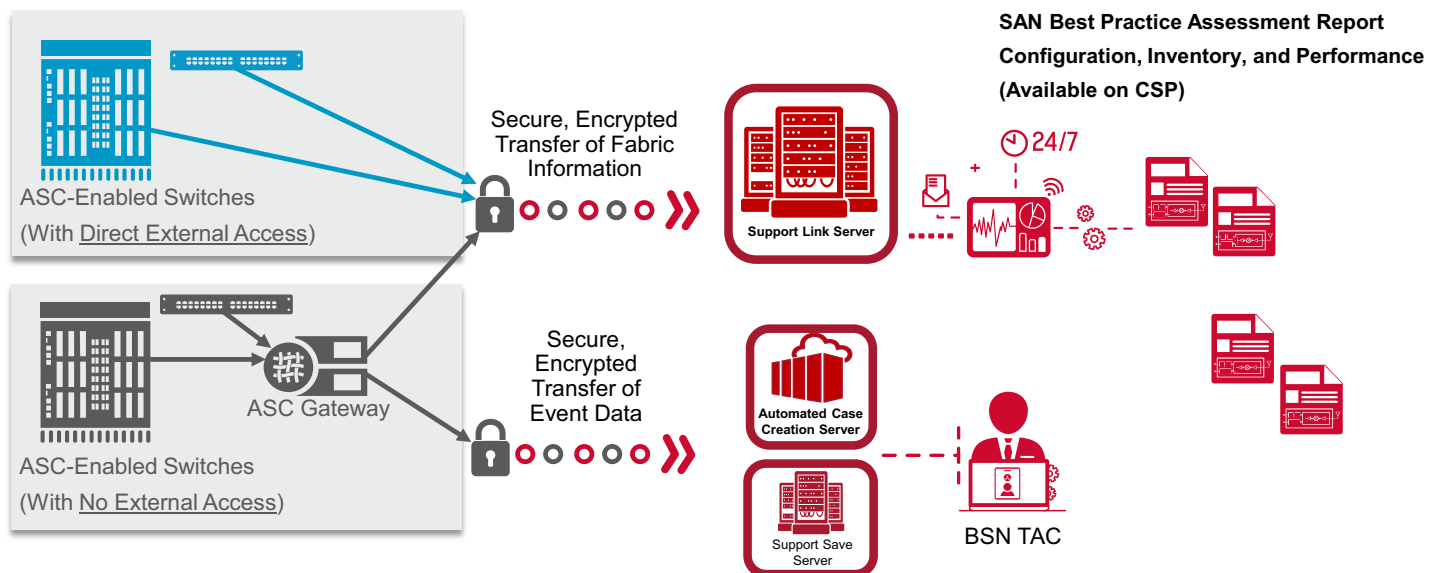 SAN Best Practice Assessment Report
Configuration, Inventory, and Performance
(Available on CSP)
Secure, Encrypted
Transfer of Fabric
Information
24/7
ASC-Enabled Switches
(With Direct External Access)
Support Link Server
Secure,
Encrypted
Transfer of
Event Data
ASC Gateway
Automated Case
Creation Server
ASC-Enabled Switches
(With No External Access)
Support Save
Server
BSN TAC